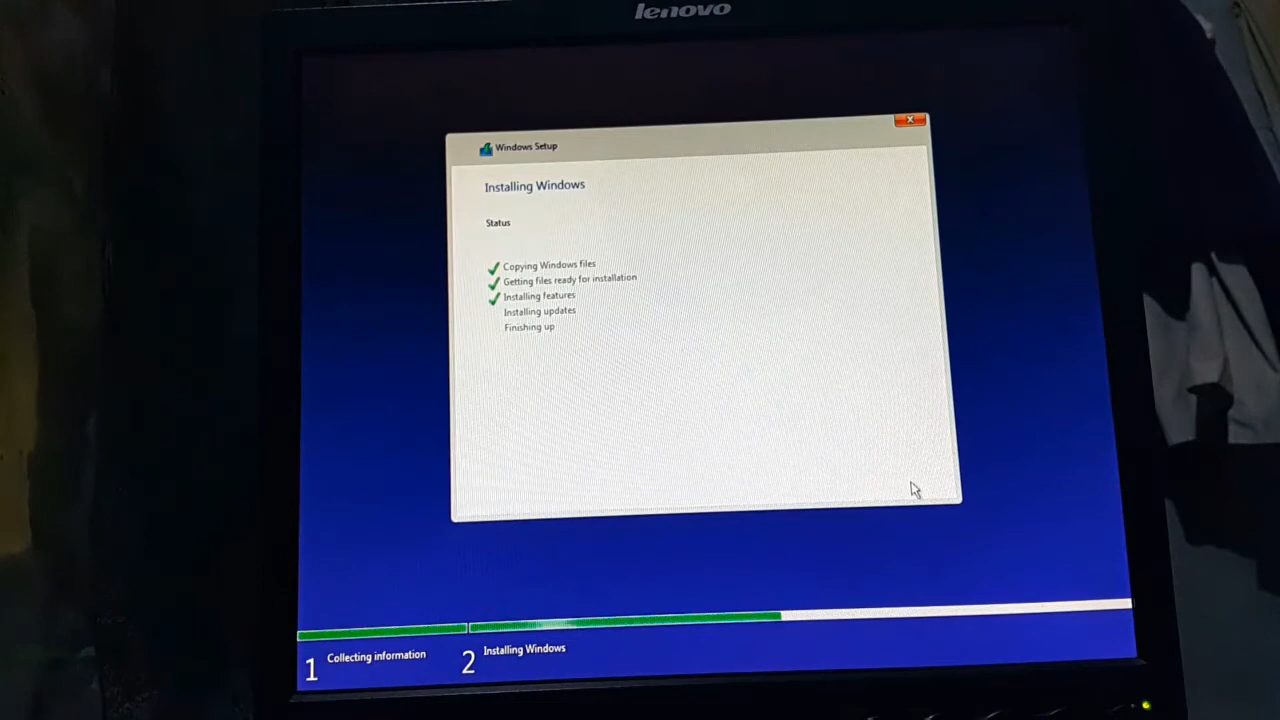 lenovo
Windows Setup
Installing Windows
Status
Copying Windows files
Getting files ready for installation
Installing features
Installing updates
Finishing up
1 Collecting information
2 Installing Windows